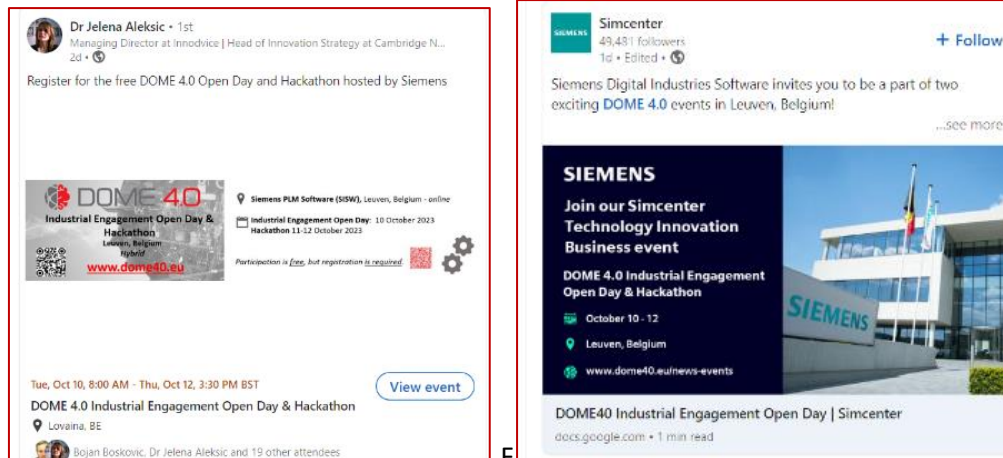 Dr Jelena Aleksic • 1st
Managing Director at Innodvice | Head of Innovation Strategy at Cambridge N...
2d •
Register for the free DOME 4.0 Open Day and Hackathon hosted by Siemens
DOME 4.0
Industrial Engagement Open Day &
Hackathon
Leuven, Belgium
Hybrid
www.dome40.eu
Siemens PLM Software (SISW), Leuven, Belgium - online
Industrial Engagement Open Day: 10 October 2023
Hackathon 11-12 October 2023
Participation is free, but registration is required.
Tue, Oct 10, 8:00 AM - Thu, Oct 12, 3:30 PM BST
View event
DOME 4.0 Industrial Engagement Open Day & Hackathon
Lovaina, BE
Bojan Boskovic, Dr Jelena Aleksic and 19 other attendees
SIEMENS
Simcenter
49,481 followers
1d • Edited •
+ Follow
Siemens Digital Industries Software invites you to be a part of two
exciting DOME 4.0 events in Leuven, Belgium!
...see more
SIEMENS
Join our Simcenter
Technology Innovation
Business event
DOME 4.0 Industrial Engagement
Open Day & Hackathon
October 10 - 12
Leuven, Belgium
www.dome40.eu/news-events
SIEMENS
DOME40 Industrial Engagement Open Day | Simcenter
docs.google.com • 1 min read